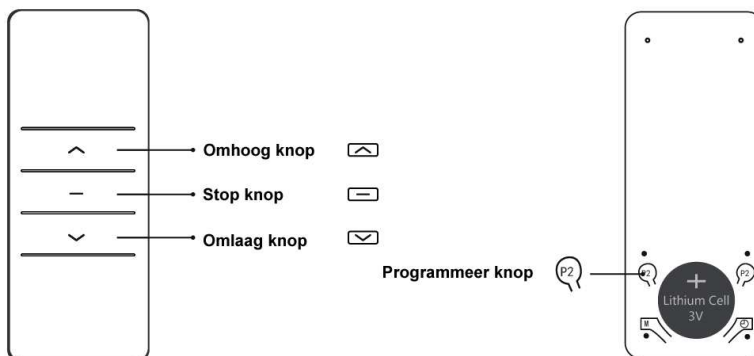 Omhoog knop
Stop knop
Omlaag knop
Programmeer knop P2
P2 P2
+
Lithium Cell
3V
M